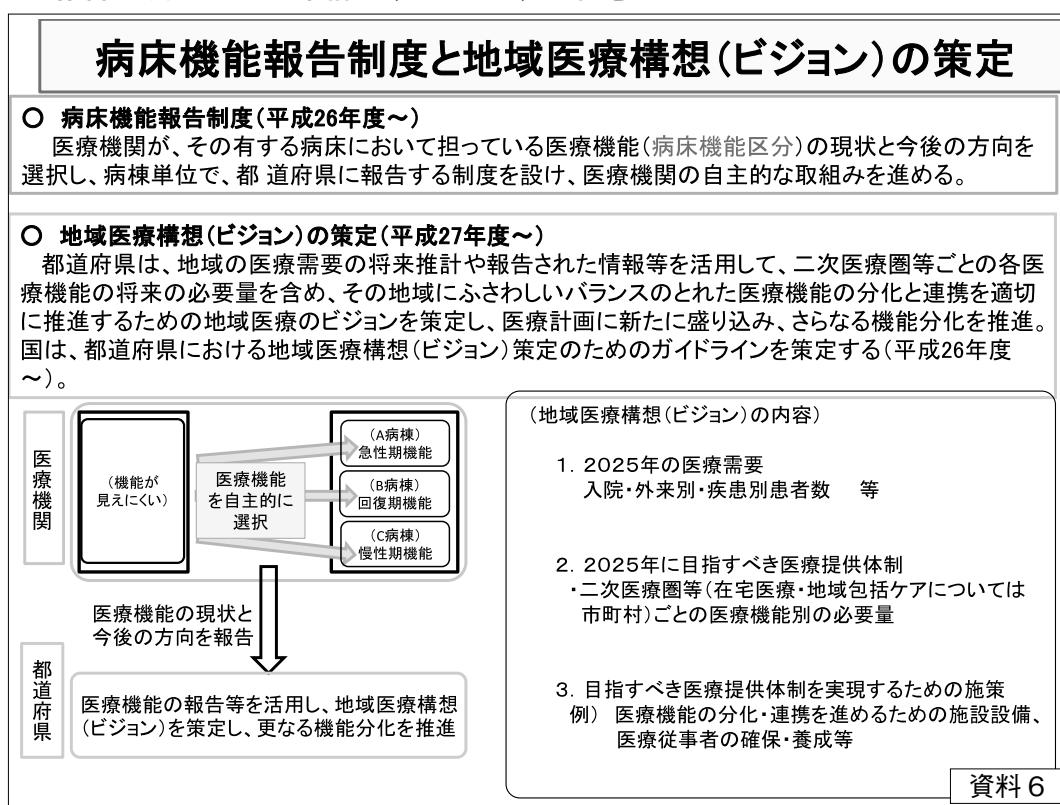 病床機能報告制度と地域医療構想(ビジョン)の策定
○ 病床機能報告制度(平成26年度～)
医療機関が、その有する病床において担っている医療機能(病床機能区分)の現状と今後の方向を
選択し、病棟単位で、都 道府県に報告する制度を設け、医療機関の自主的な取組みを進める。
○ 地域医療構想(ビジョン)の策定(平成27年度～)
都道府県は、地域の医療需要の将来推計や報告された情報等を活用して、二次医療圏等ごとの各医
療機能の将来の必要量を含め、その地域にふさわしいバランスのとれた医療機能の分化と連携を適切
に推進するための地域医療のビジョンを策定し、医療計画に新たに盛り込み、さらなる機能分化を推進。
国は、都道府県における地域医療構想(ビジョン)策定のためのガイドラインを策定する(平成26年度
～)。
医療機関
(機能が
見えにくい)
医療機能
を自主的に
選択
(A病棟)
急性期機能
(B病棟)
回復期機能
(C病棟)
慢性期機能
医療機能の現状と
今後の方向を報告
都道府県
医療機能の報告等を活用し、地域医療構想
(ビジョン)を策定し、更なる機能分化を推進
(地域医療構想(ビジョン)の内容)
1．2025年の医療需要
入院・外来別・疾患別患者数 等
2．2025年に目指すべき医療提供体制
・二次医療圏等(在宅医療・地域包括ケアについては
市町村)ごとの医療機能別の必要量
3．目指すべき医療提供体制を実現するための施策
例) 医療機能の分化・連携を進めるための施設設備、
医療従事者の確保・養成等
資料6